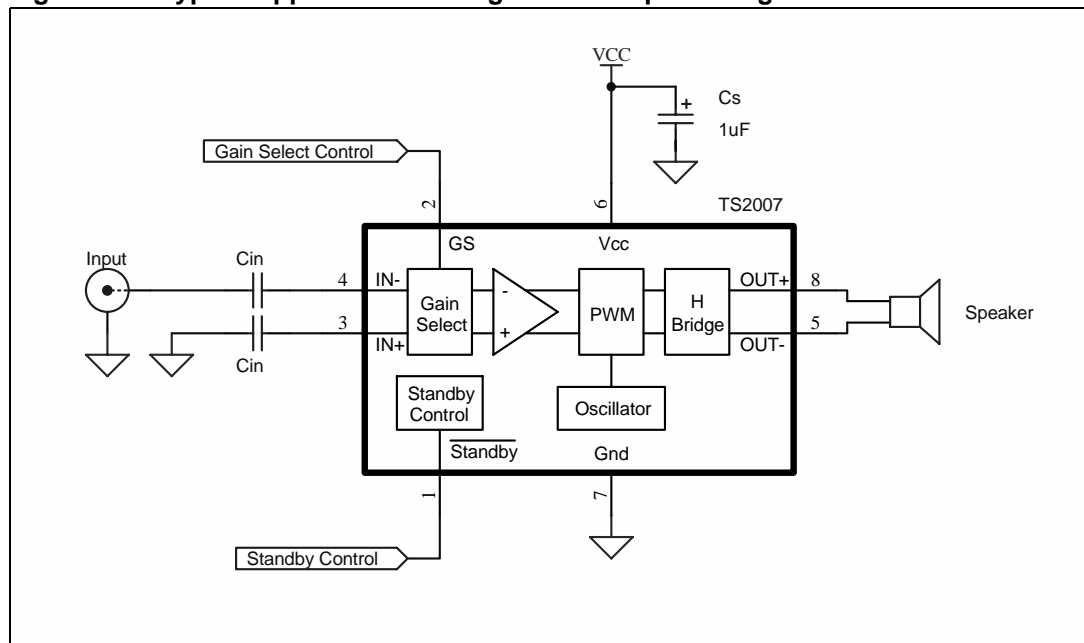 VCC
+
Cs
1uF
Gain Select Control
2
6
TS2007
GS
Vcc
Input
Cin
4
IN-
OUT+
8
Gain
Select
-
+
PWM
H
Bridge
Speaker
3
IN+
OUT-
5
Cin
Standby
Control
Oscillator
Standby
Gnd
1
7
Standby Control